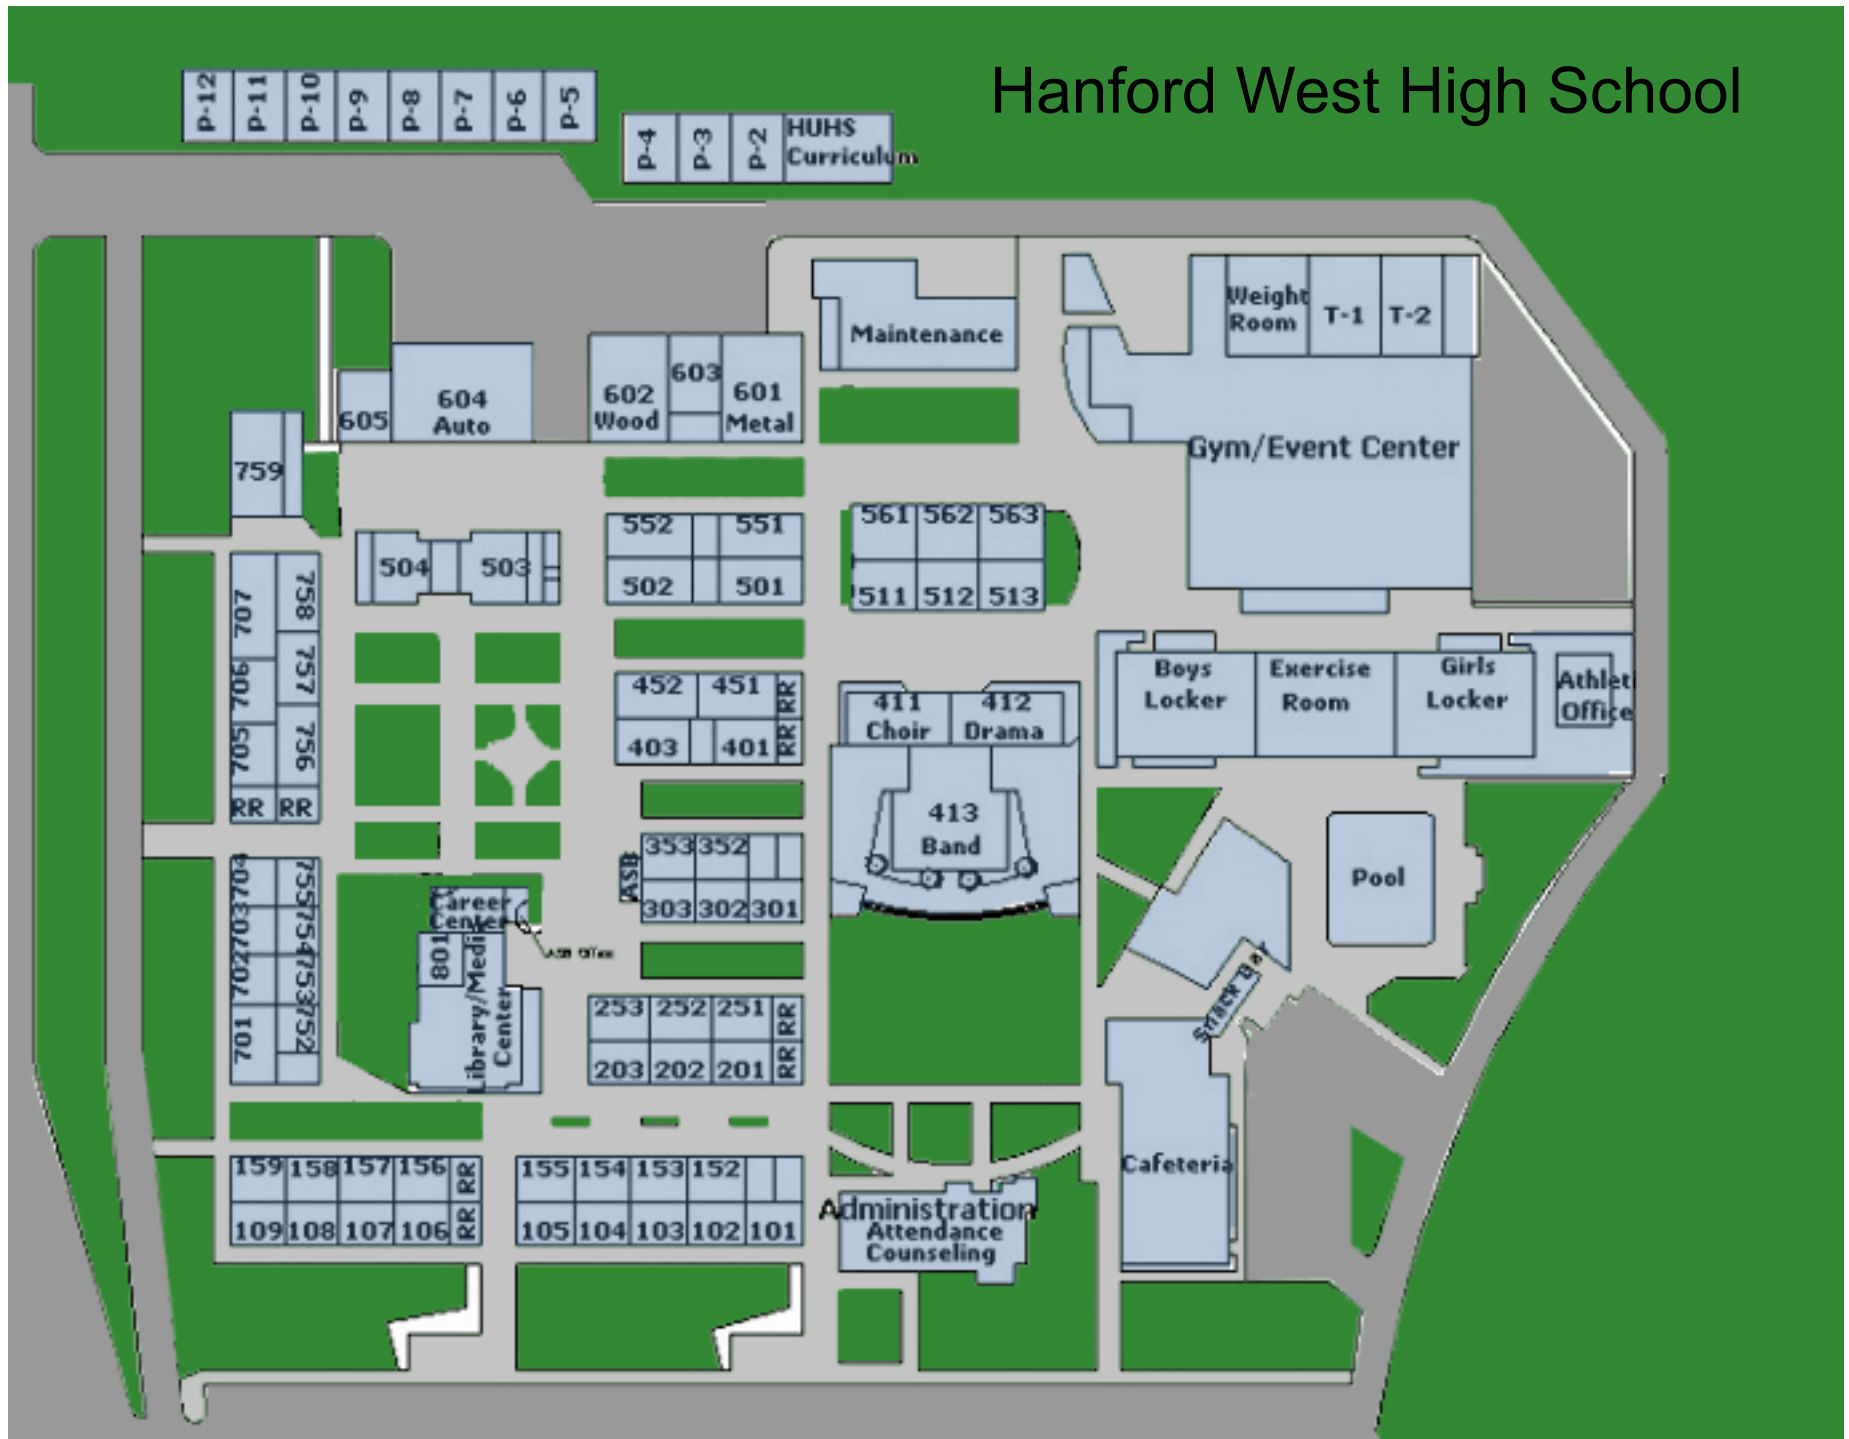 Hanford West High School
P-12
P-11
P-10
P-9
P-8
P-7
P-6
P-5
P-4
P-3
P-2
HUHS
Curriculum
Weight
Room
T-1
T-2
Maintenance
605
604
Auto
602
Wood
603
601
Metal
Gym/Event Center
759
504
503
552
551
502
501
561
562
563
511
512
513
707
758
706
757
705
756
RR
RR
452
451
RR
403
401
RR
411
Choir
412
Drama
413
Band
Boys
Locker
Exercise
Room
Girls
Locker
Athleti
Office
Pool
ASB
353
352
303
302
301
704
755
703
754
702
753
701
752
Career
Center
ASB Office
801
Library/Media
Center
Snack Bar
253
252
251
RR
203
202
201
RR
159
158
157
156
RR
109
108
107
106
RR
155
154
153
152
105
104
103
102
101
Administration
Attendance
Counseling
Cafeteria